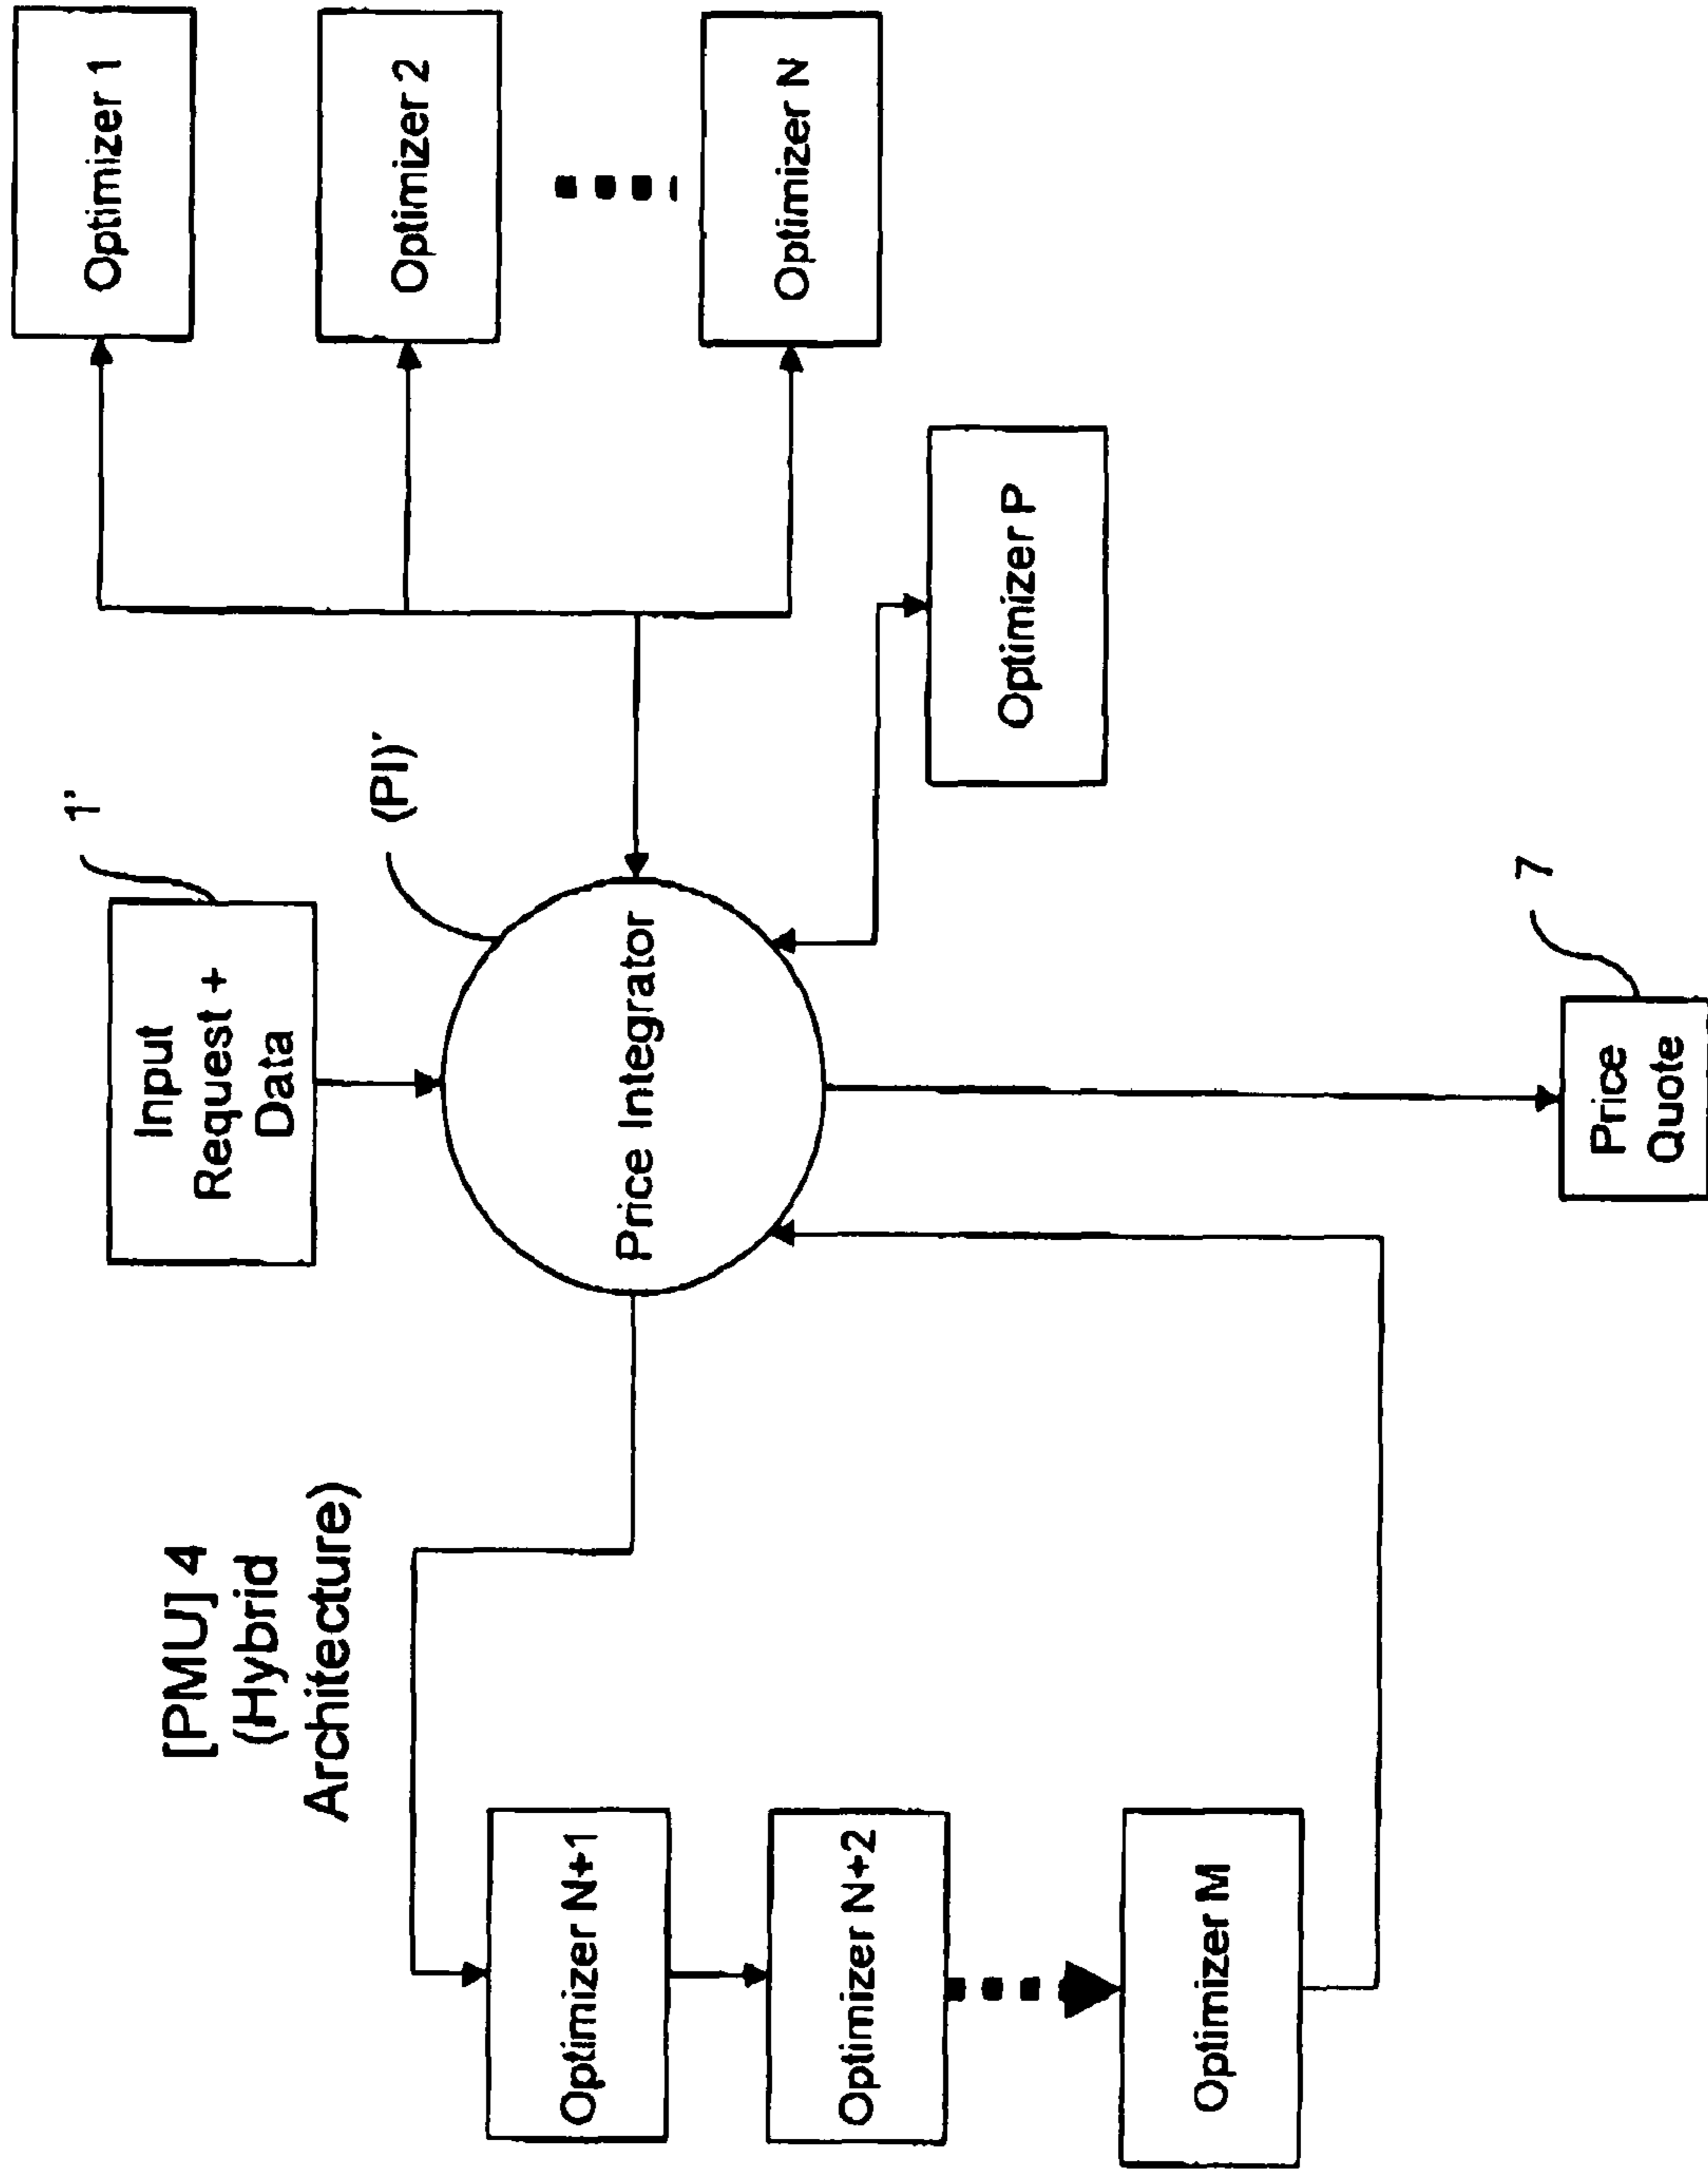 [PMU] 4
(Hybrid
Architecture)
Input
Request +
Data
1'
(PI)'
Price Integrator
Optimizer 1
Optimizer 2
Optimizer N
Optimizer P
Optimizer N+1
Optimizer N+2
Optimizer M
Price
Quote
7